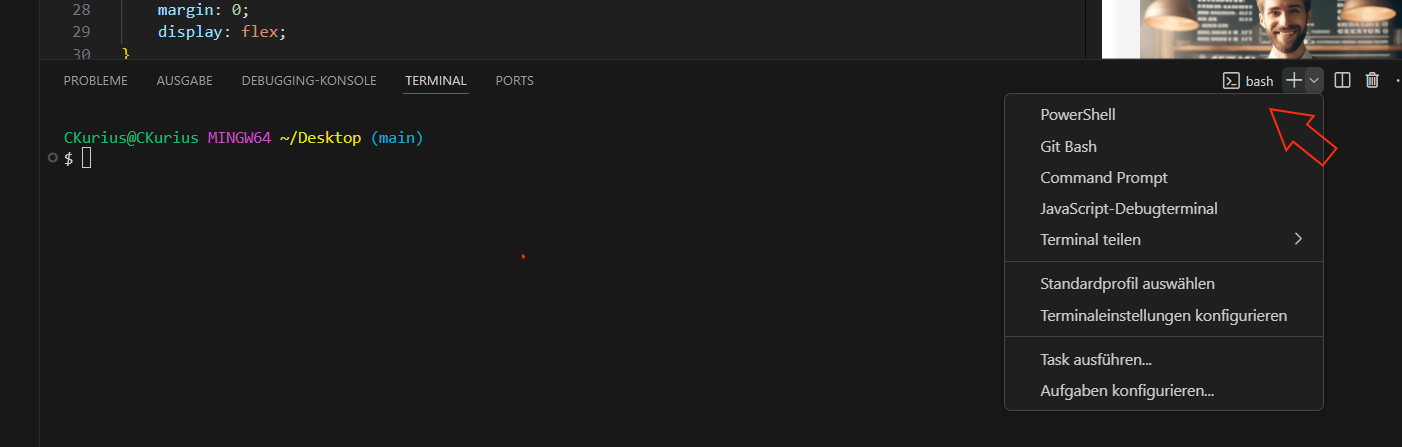 28 margin: 0;
29 display: flex;
30 }
PROBLEME AUSGABE DEBUGGING-KONSOLE TERMINAL PORTS
bash
CKurius@CKurius MINGW64 ~/Desktop (main)
$
PowerShell
Git Bash
Command Prompt
JavaScript-Debugterminal
Terminal teilen
Standardprofil auswählen
Terminaleinstellungen konfigurieren
Task ausführen...
Aufgaben konfigurieren...